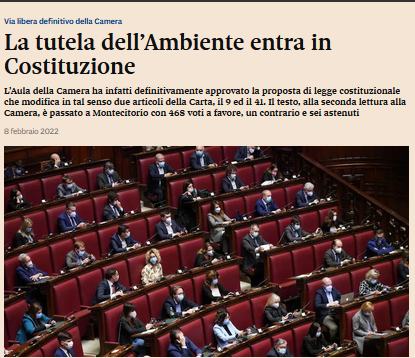 Via libera definitivo della Camera
La tutela dell’Ambiente entra in
Costituzione
L’Aula della Camera ha infatti definitivamente approvato la proposta di legge costituzionale
che modifica in tal senso due articoli della Carta, il 9 ed il 41. Il testo, alla seconda lettura alla
Camera, è passato a Montecitorio con 468 voti a favore, un contrario e sei astenuti
8 febbraio 2022